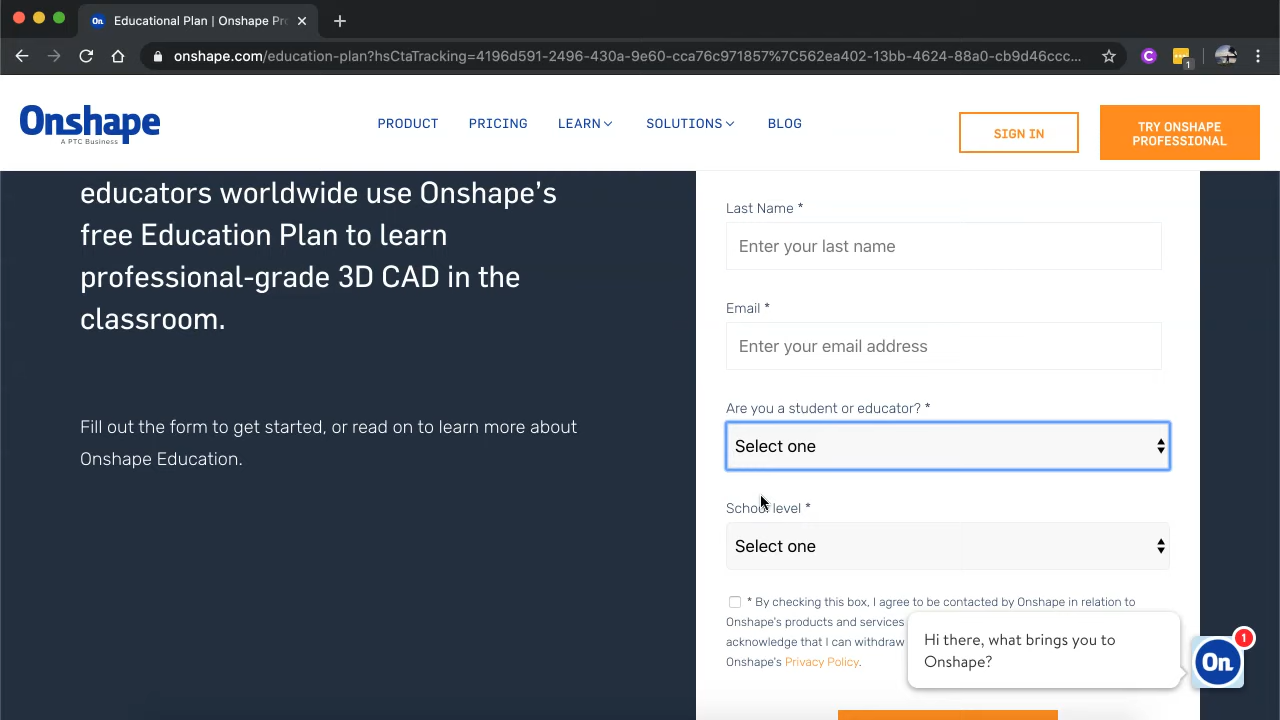 Educational Plan | Onshape Pr
onshape.com/education-plan?hsCtaTracking=4196d591-2496-430a-9e60-cca76c971857%7C562ea402-13bb-4624-88a0-cb9d46ccc...
1
Onshape
A PTC Business
PRODUCT
PRICING
LEARN
SOLUTIONS
BLOG
SIGN IN
TRY ONSHAPE
PROFESSIONAL
educators worldwide use Onshape's
free Education Plan to learn
professional-grade 3D CAD in the
classroom.
Fill out the form to get started, or read on to learn more about
Onshape Education.
Last Name *
Enter your last name
Email *
Enter your email address
Are you a student or educator? *
Select one
School level *
Select one
* By checking this box, I agree to be contacted by Onshape in relation to
Onshape's products and services
acknowledge that I can withdraw
Onshape's Privacy Policy.
Hi there, what brings you to
Onshape?
On
1